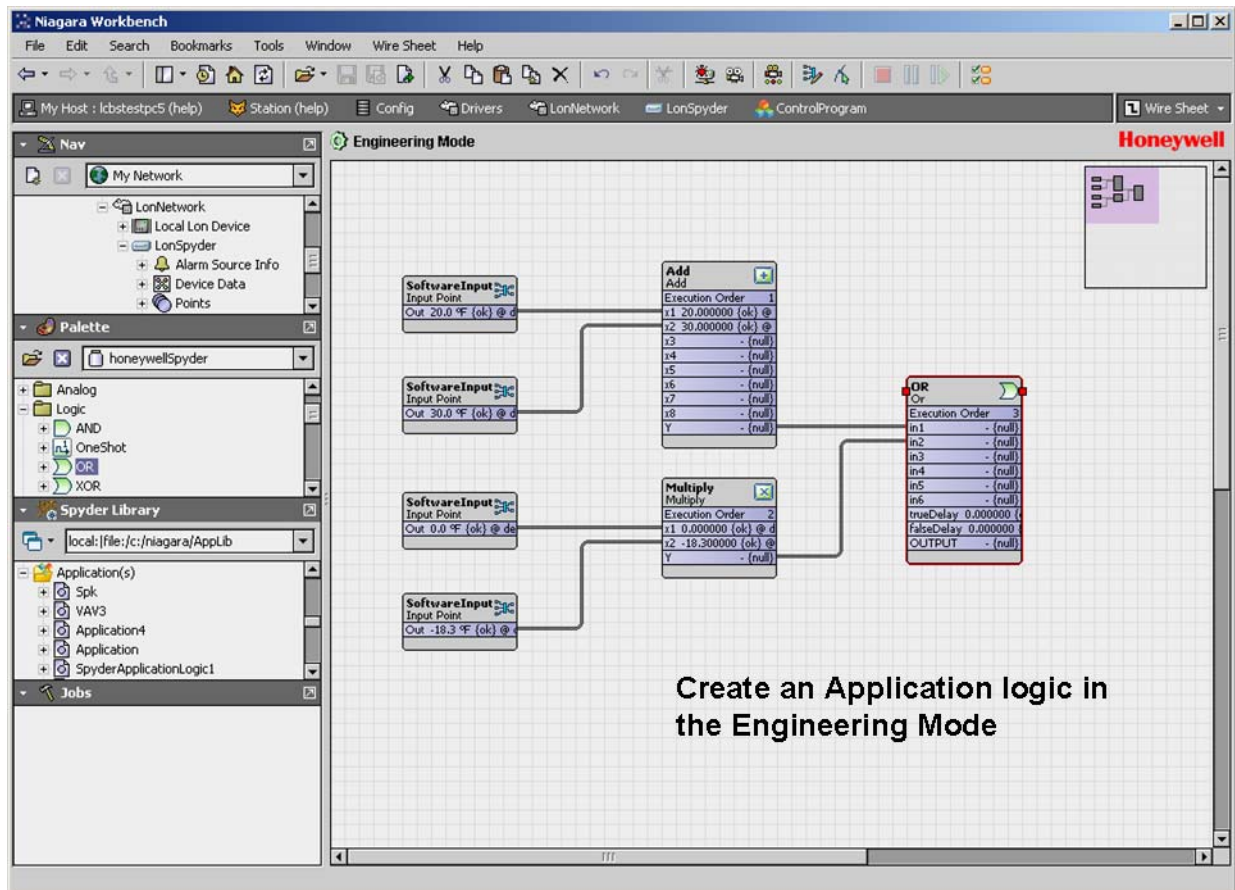 Niagara Workbench
File Edit Search Bookmarks Tools Window Wire Sheet Help
My Host : lcbstestpc5 (help) Station (help) Config Drivers LonNetwork LonSpyder ControlProgram Wire Sheet
Nav
My Network
LonNetwork
Local Lon Device
LonSpyder
Alarm Source Info
Device Data
Points
Palette
honeywellSpyder
Analog
Logic
AND
OneShot
OR
XOR
Spyder Library
local:|file:/c:/niagara/AppLib
Application(s)
Spk
VAV3
Application4
Application
SpyderApplicationLogic1
Jobs
Engineering Mode
Honeywell
SoftwareInput
Input Point
Out 20.0 °F {ok} @ d
SoftwareInput
Input Point
Out 30.0 °F {ok} @ d
SoftwareInput
Input Point
Out 0.0 °F {ok} @ de
SoftwareInput
Input Point
Out -18.3 °F {ok} @ d
Add
Add
Execution Order 1
x1 20.000000 {ok} @
x2 30.000000 {ok} @
x3 - {null}
x4 - {null}
x5 - {null}
x6 - {null}
x7 - {null}
x8 - {null}
Y - {null}
Multiply
Multiply
Execution Order 2
x1 0.000000 {ok} @ d
x2 -18.300000 {ok} @
Y - {null}
OR
Or
Execution Order 3
in1 - {null}
in2 - {null}
in3 - {null}
in4 - {null}
in5 - {null}
in6 - {null}
trueDelay 0.000000 {
falseDelay 0.000000
OUTPUT - {null}
Create an Application logic in
the Engineering Mode